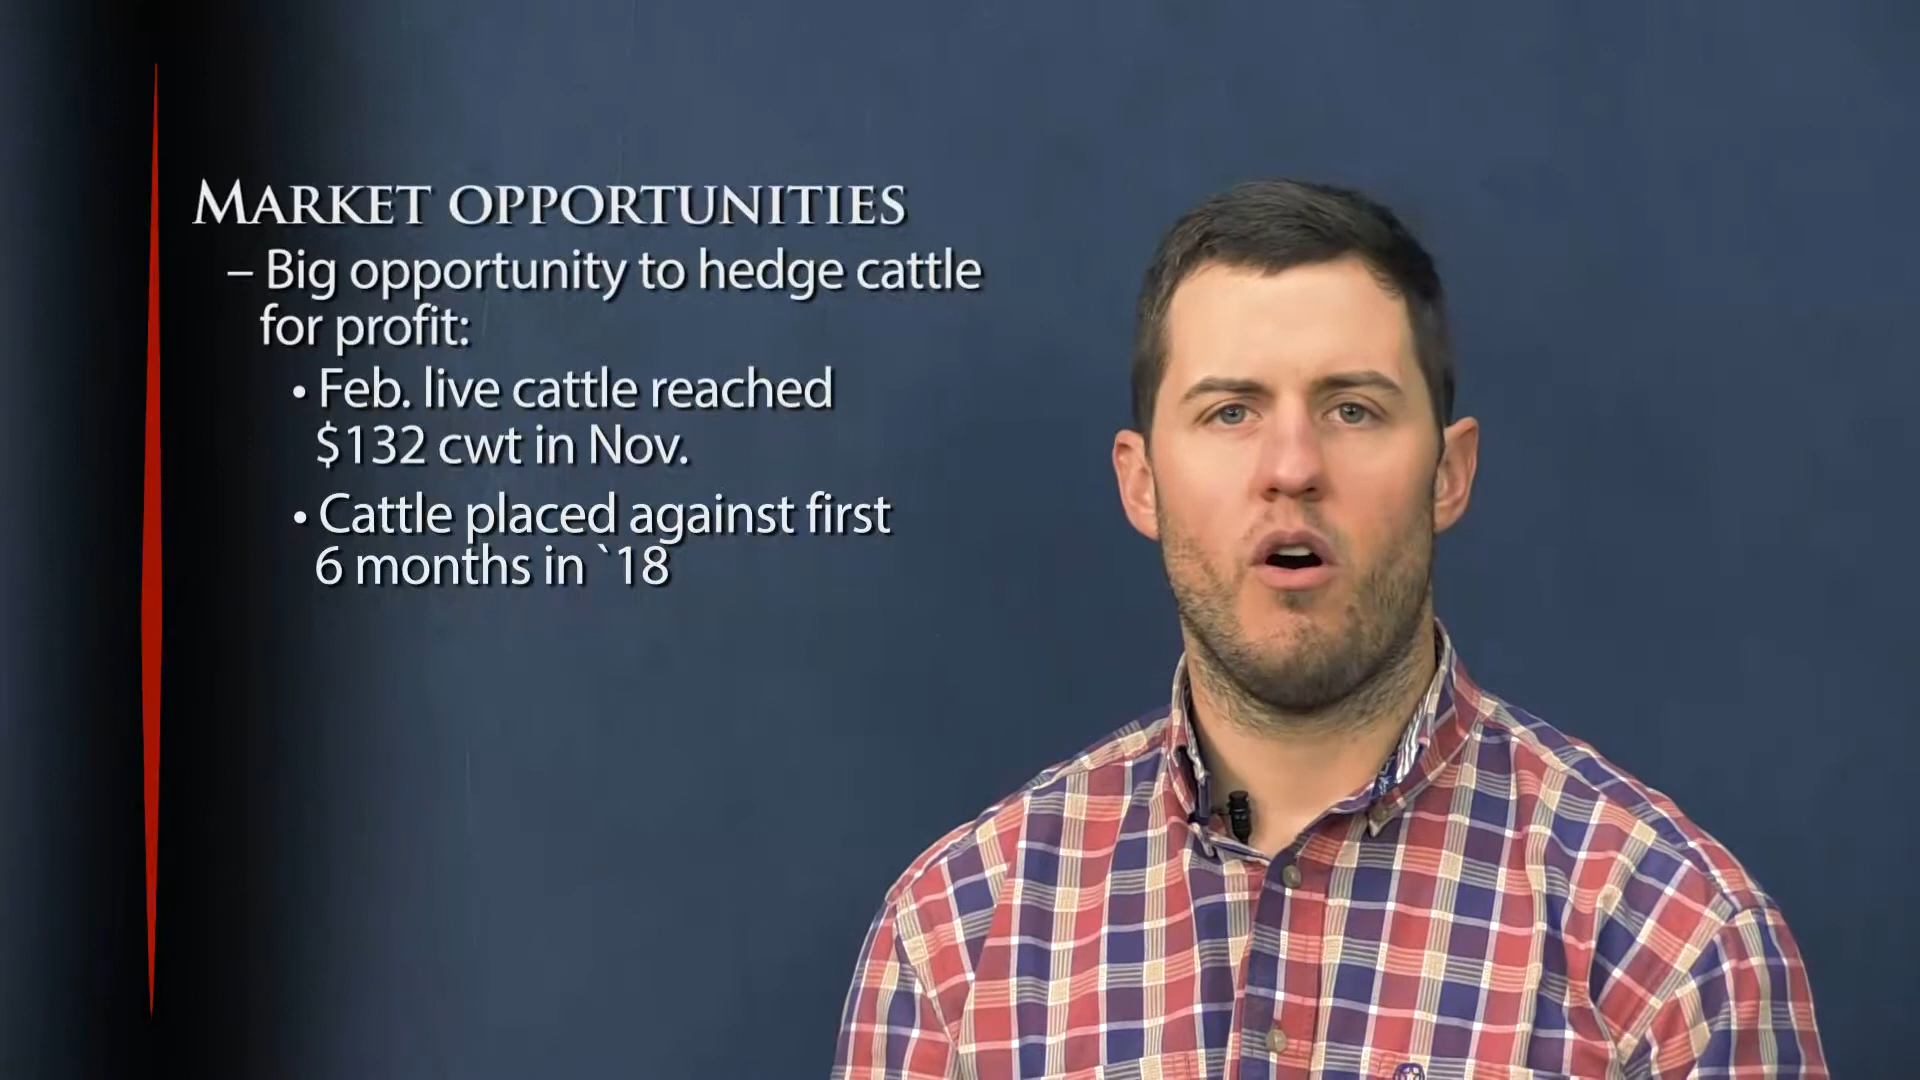 MARKET OPPORTUNITIES
– Big opportunity to hedge cattle
for profit:
• Feb. live cattle reached
$132 cwt in Nov.
• Cattle placed against first
6 months in `18